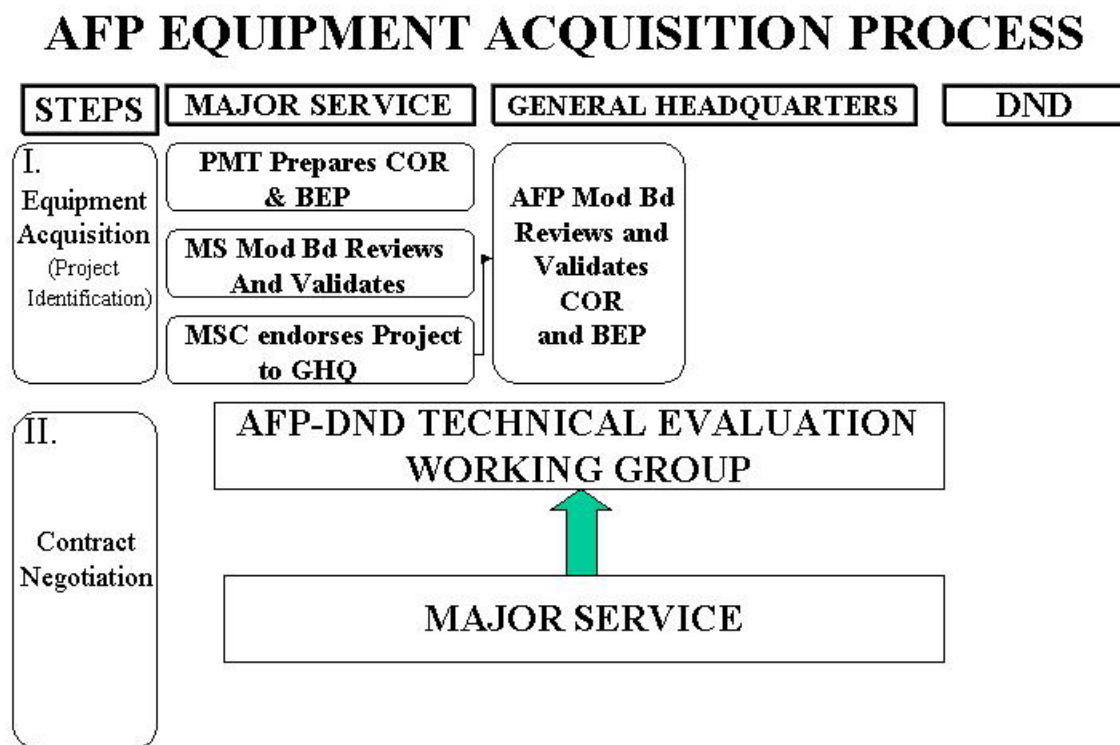 AFP EQUIPMENT ACQUISITION PROCESS
STEPS
MAJOR SERVICE
GENERAL HEADQUARTERS
DND
I.
Equipment
Acquisition
(Project
Identification)
PMT Prepares COR
& BEP
MS Mod Bd Reviews
And Validates
MSC endorses Project
to GHQ
AFP Mod Bd
Reviews and
Validates
COR
and BEP
II.
Contract
Negotiation
AFP-DND TECHNICAL EVALUATION
WORKING GROUP
MAJOR SERVICE